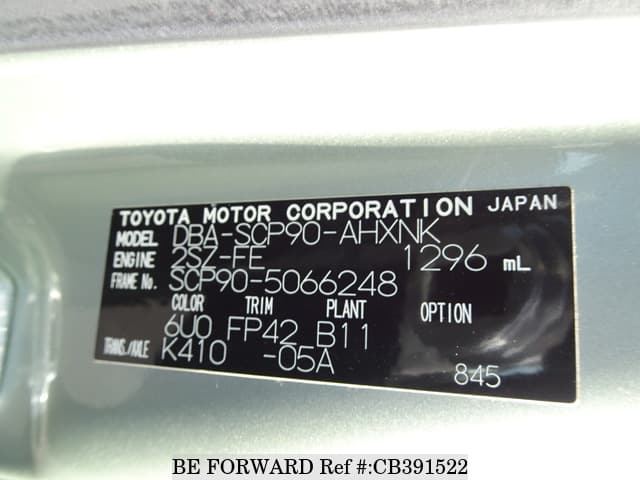 TOYOTA MOTOR CORPORATION JAPAN
MODEL DBA-SCP90-AHXNK
ENGINE 2SZ-FE 1296 mL
FRAME No. SCP90-5066248
COLOR TRIM PLANT OPTION
6U0 FP42 B11
TRANS./AXLE K410 -05A
845
BE FORWARD Ref #:CB391522